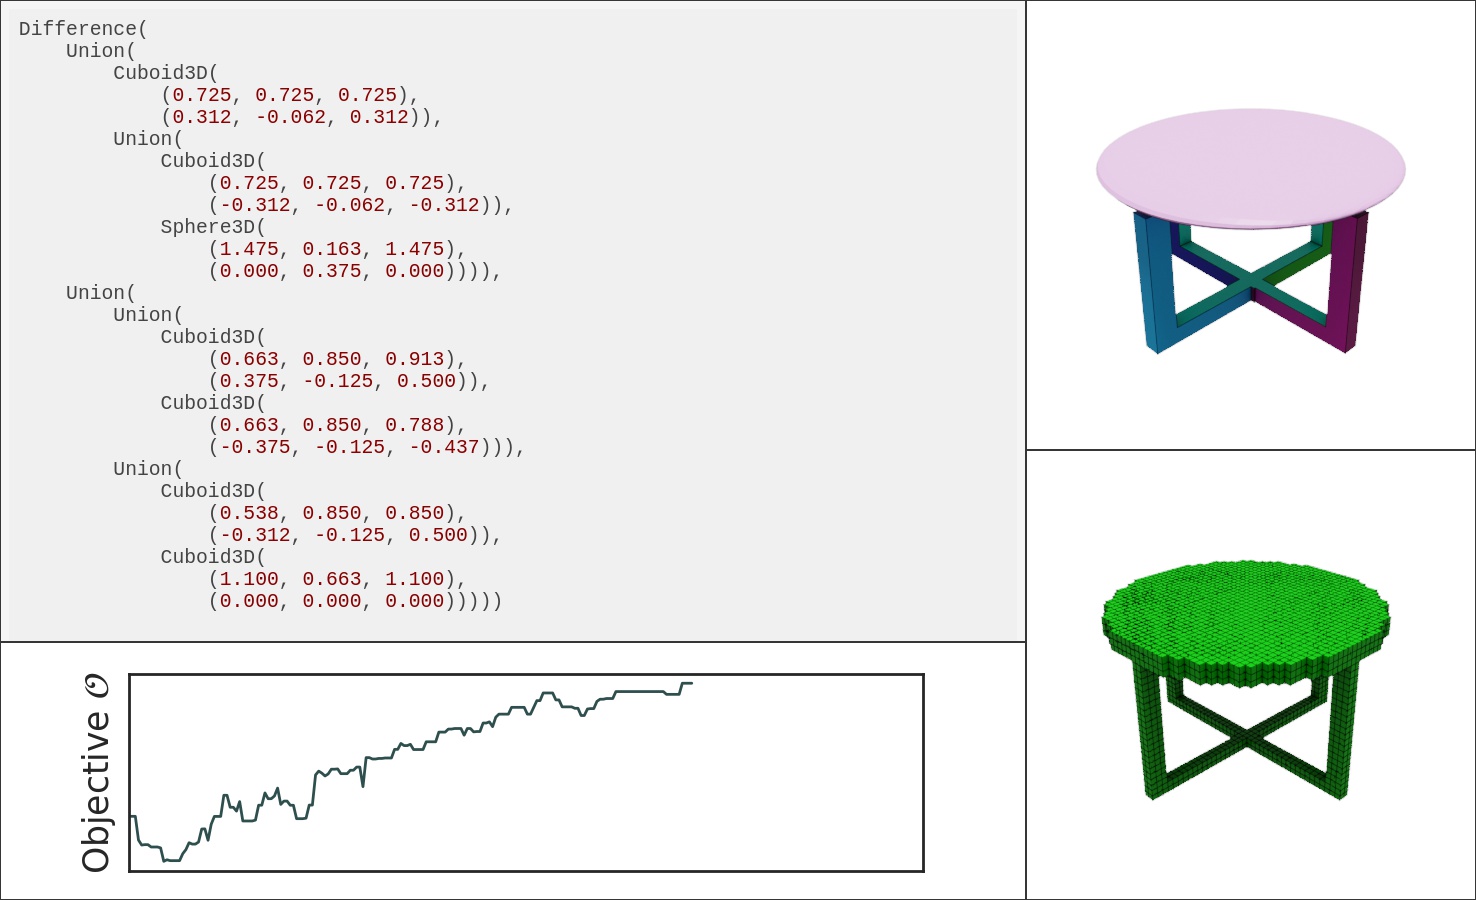 Difference(
    Union(
        Cuboid3D(
            (0.725, 0.725, 0.725),
            (0.312, -0.062, 0.312)),
        Union(
            Cuboid3D(
                (0.725, 0.725, 0.725),
                (-0.312, -0.062, -0.312)),
            Sphere3D(
                (1.475, 0.163, 1.475),
                (0.000, 0.375, 0.000)))),
    Union(
        Union(
            Cuboid3D(
                (0.663, 0.850, 0.913),
                (0.375, -0.125, 0.500)),
            Cuboid3D(
                (0.663, 0.850, 0.788),
                (-0.375, -0.125, -0.437))),
        Union(
            Cuboid3D(
                (0.538, 0.850, 0.850),
                (-0.312, -0.125, 0.500)),
            Cuboid3D(
                (1.100, 0.663, 1.100),
                (0.000, 0.000, 0.000)))))
Objective 𝒪